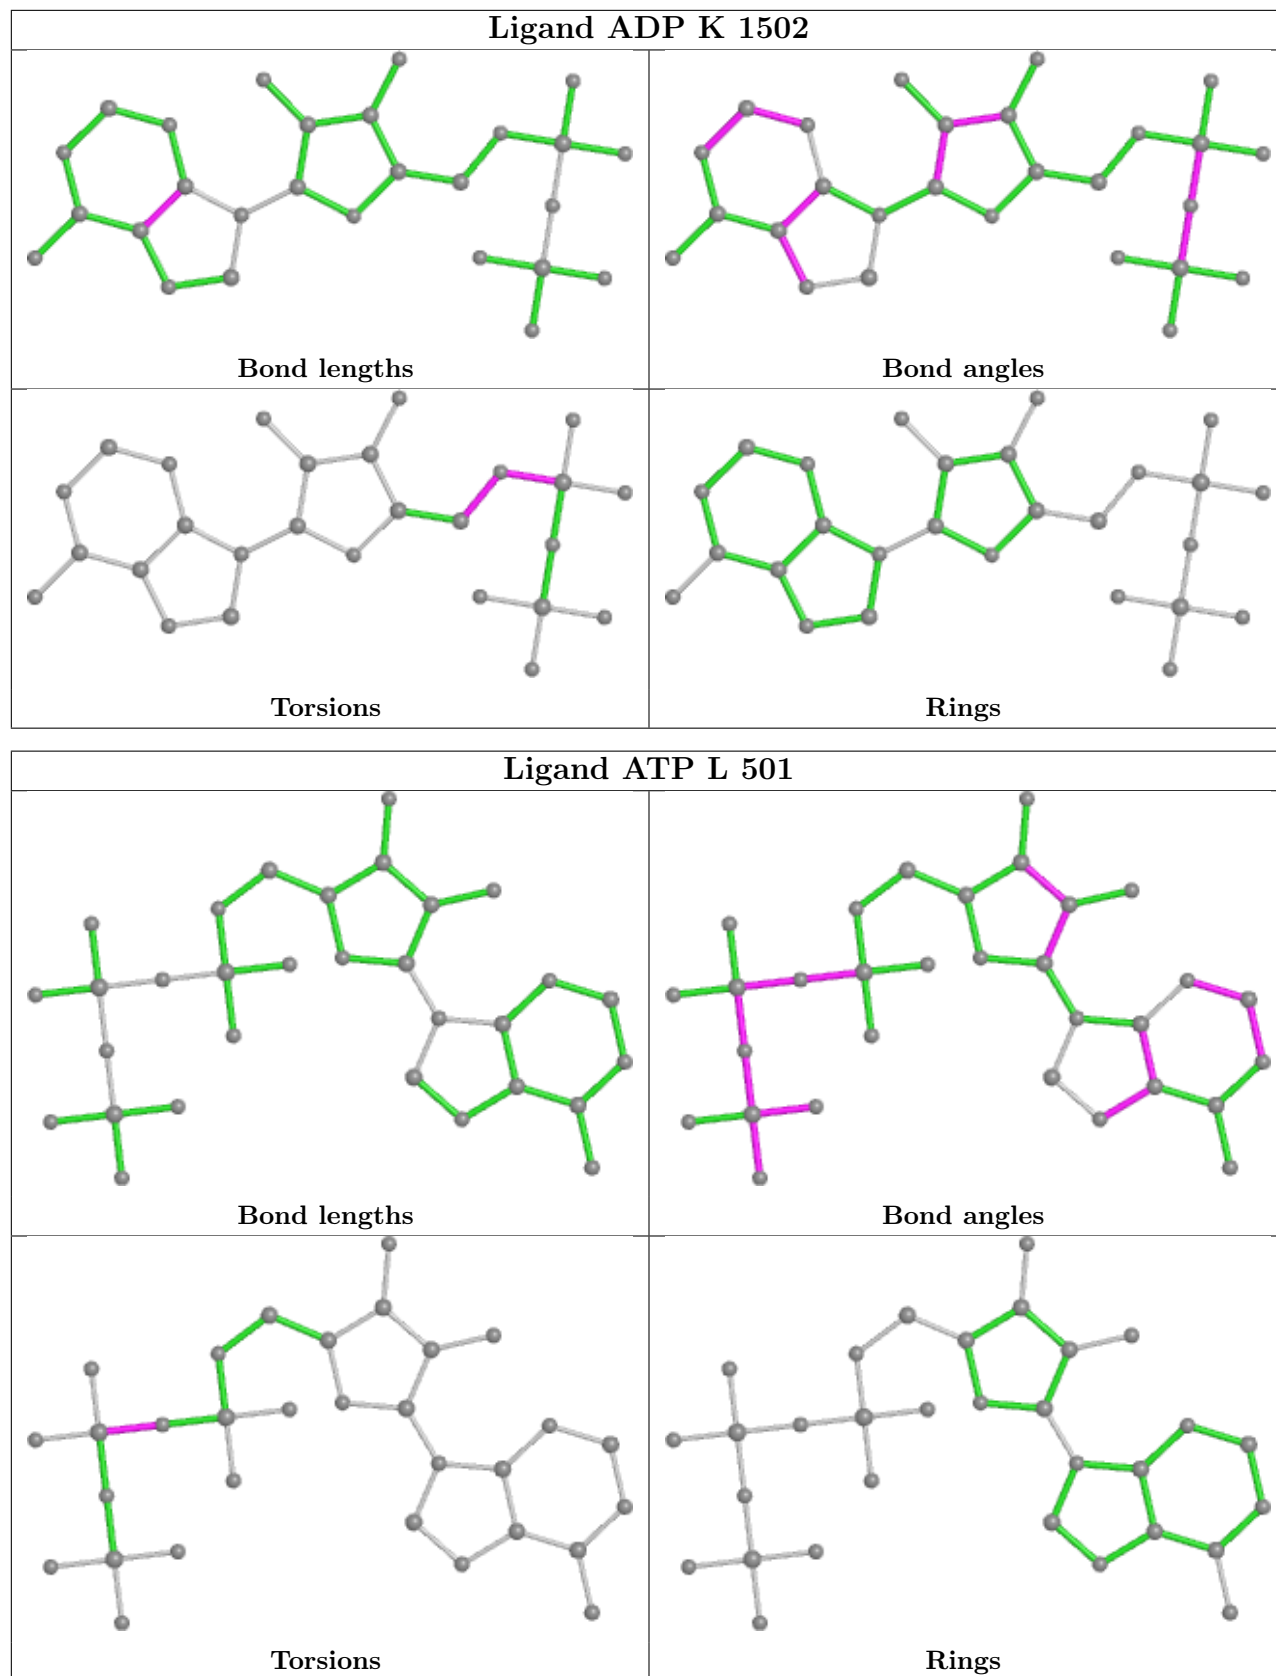 Ligand ADP K 1502
Bond lengths
Bond angles
Torsions
Rings
Ligand ATP L 501
Bond lengths
Bond angles
Torsions
Rings